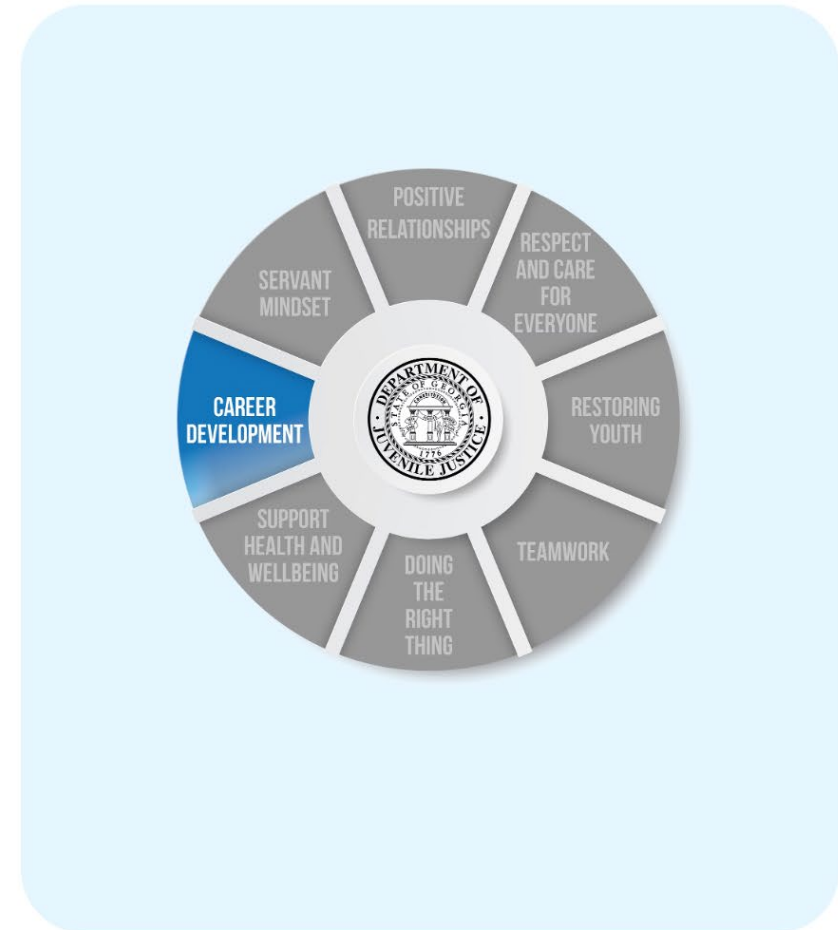 POSITIVE
RELATIONSHIPS
RESPECT
AND CARE
FOR
EVERYONE
RESTORING
YOUTH
TEAMWORK
DOING
THE
RIGHT
THING
SUPPORT
HEALTH AND
WELLBEING
CAREER
DEVELOPMENT
SERVANT
MINDSET
DEPARTMENT OF
JUVENILE JUSTICE
STATE OF GEORGIA
1776